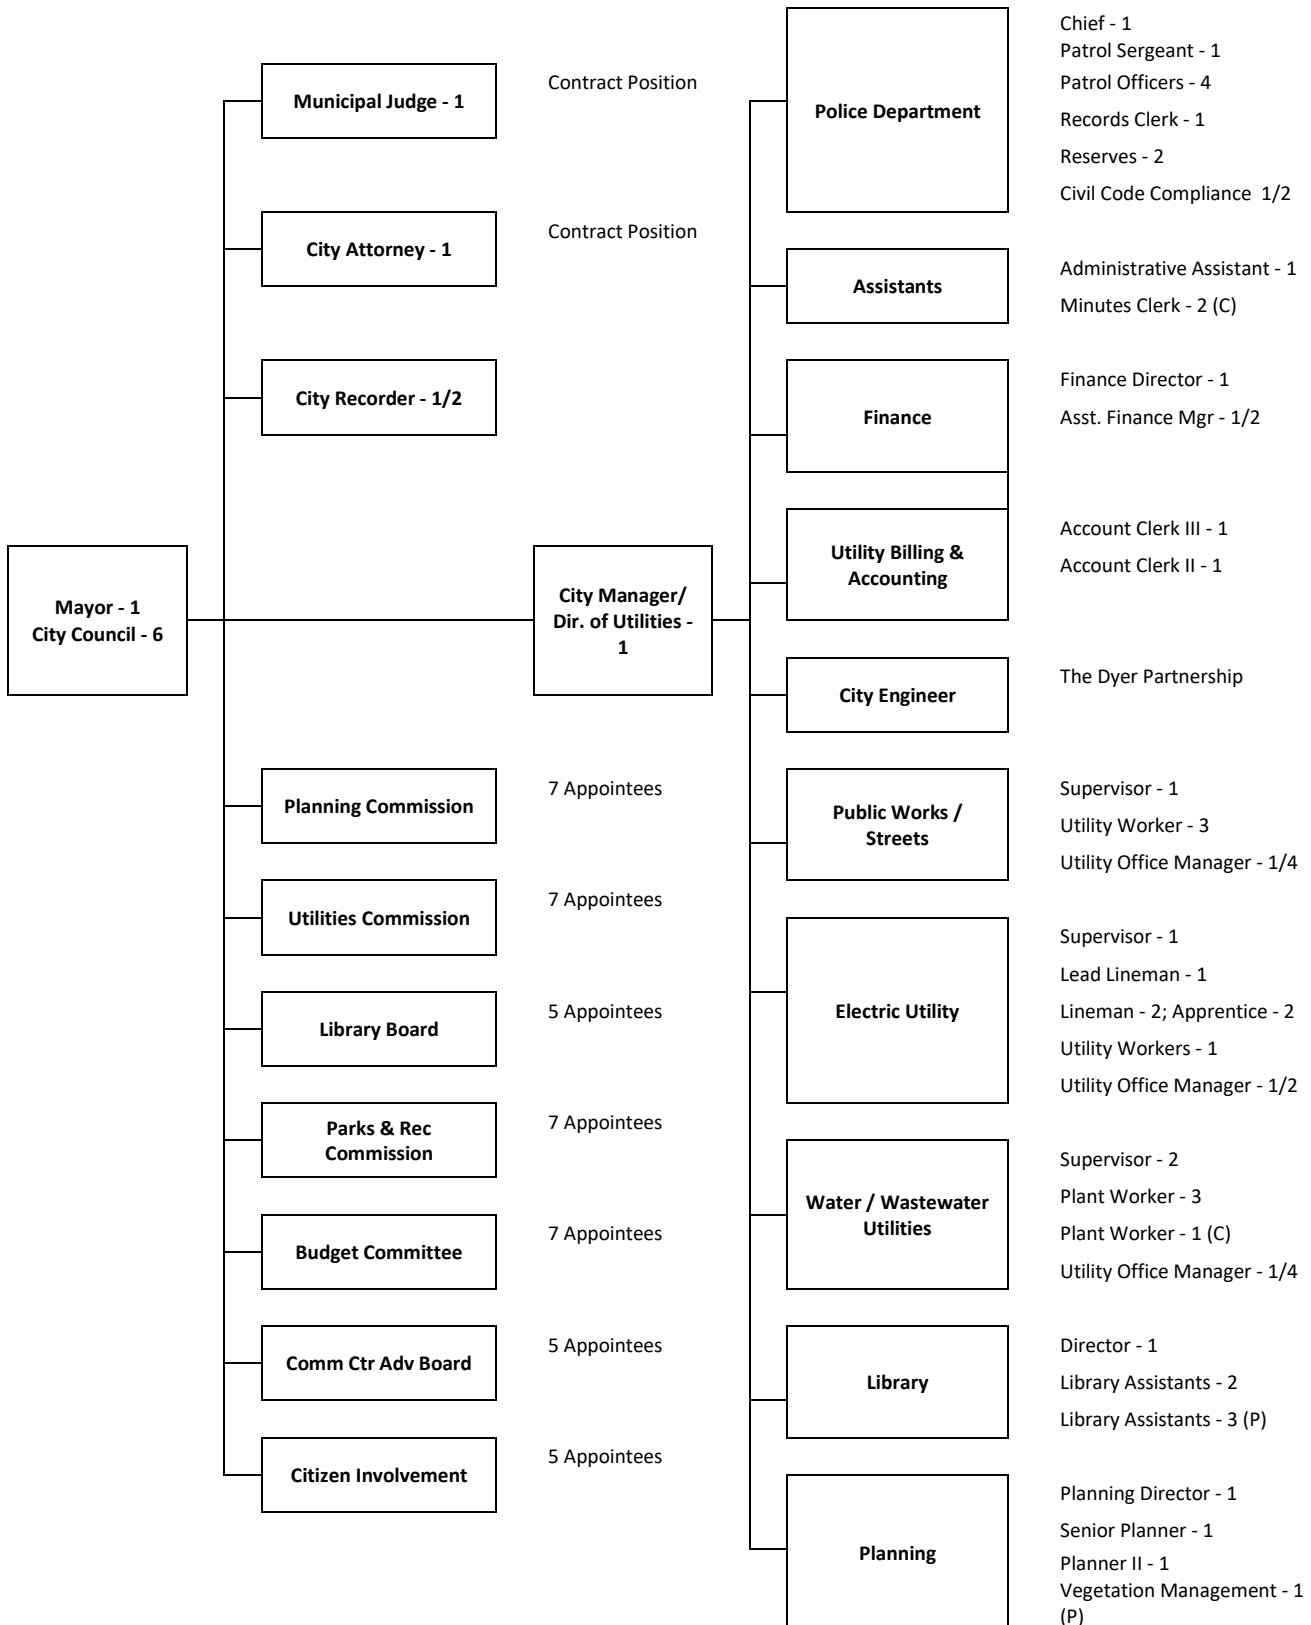 Mayor - 1
City Council - 6
Municipal Judge - 1
Contract Position
City Attorney - 1
Contract Position
City Recorder - 1/2
City Manager/
Dir. of Utilities -
1
Planning Commission
7 Appointees
Utilities Commission
7 Appointees
Library Board
5 Appointees
Parks & Rec
Commission
7 Appointees
Budget Committee
7 Appointees
Comm Ctr Adv Board
5 Appointees
Citizen Involvement
5 Appointees
Police Department
Chief - 1
Patrol Sergeant - 1
Patrol Officers - 4
Records Clerk - 1
Reserves - 2
Civil Code Compliance 1/2
Assistants
Administrative Assistant - 1
Minutes Clerk - 2 (C)
Finance
Finance Director - 1
Asst. Finance Mgr - 1/2
Utility Billing &
Accounting
Account Clerk III - 1
Account Clerk II - 1
City Engineer
The Dyer Partnership
Public Works /
Streets
Supervisor - 1
Utility Worker - 3
Utility Office Manager - 1/4
Electric Utility
Supervisor - 1
Lead Lineman - 1
Lineman - 2; Apprentice - 2
Utility Workers - 1
Utility Office Manager - 1/2
Water / Wastewater
Utilities
Supervisor - 2
Plant Worker - 3
Plant Worker - 1 (C)
Utility Office Manager - 1/4
Library
Director - 1
Library Assistants - 2
Library Assistants - 3 (P)
Planning
Planning Director - 1
Senior Planner - 1
Planner II - 1
Vegetation Management - 1
(P)